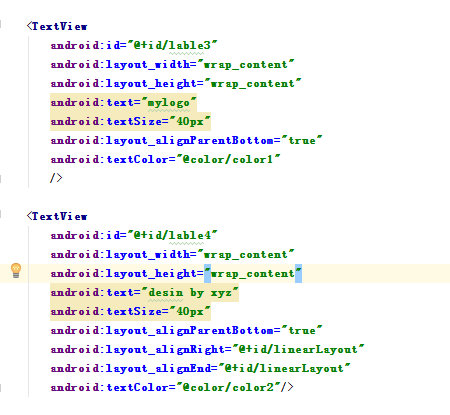 <TextView
android:id="@+id/lable3"
android:layout_width="wrap_content"
android:layout_height="wrap_content"
android:text="mylogo"
android:textSize="40px"
android:layout_alignParentBottom="true"
android:textColor="@color/color1"
/>
<TextView
android:id="@+id/lable4"
android:layout_width="wrap_content"
android:layout_height="wrap_content"
android:text="desin by xyz"
android:textSize="40px"
android:layout_alignParentBottom="true"
android:layout_alignRight="@+id/linearLayout"
android:layout_alignEnd="@+id/linearLayout"
android:textColor="@color/color2"/>